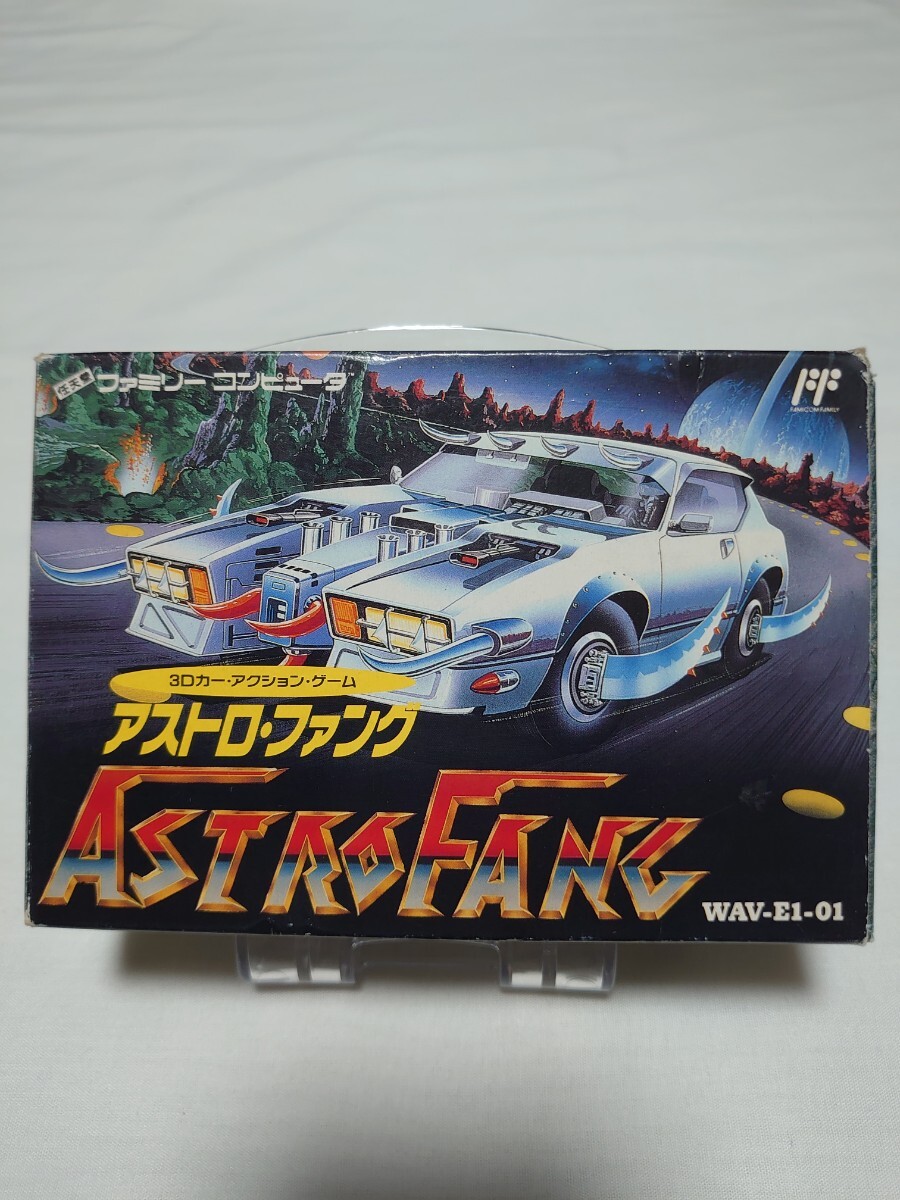 任天堂 ファミリー コンピュータ
FF
FAMICOM FAMILY
3Dカー・アクション・ゲーム
アストロ・ファング
ASTRO FANG
WAV-E1-01